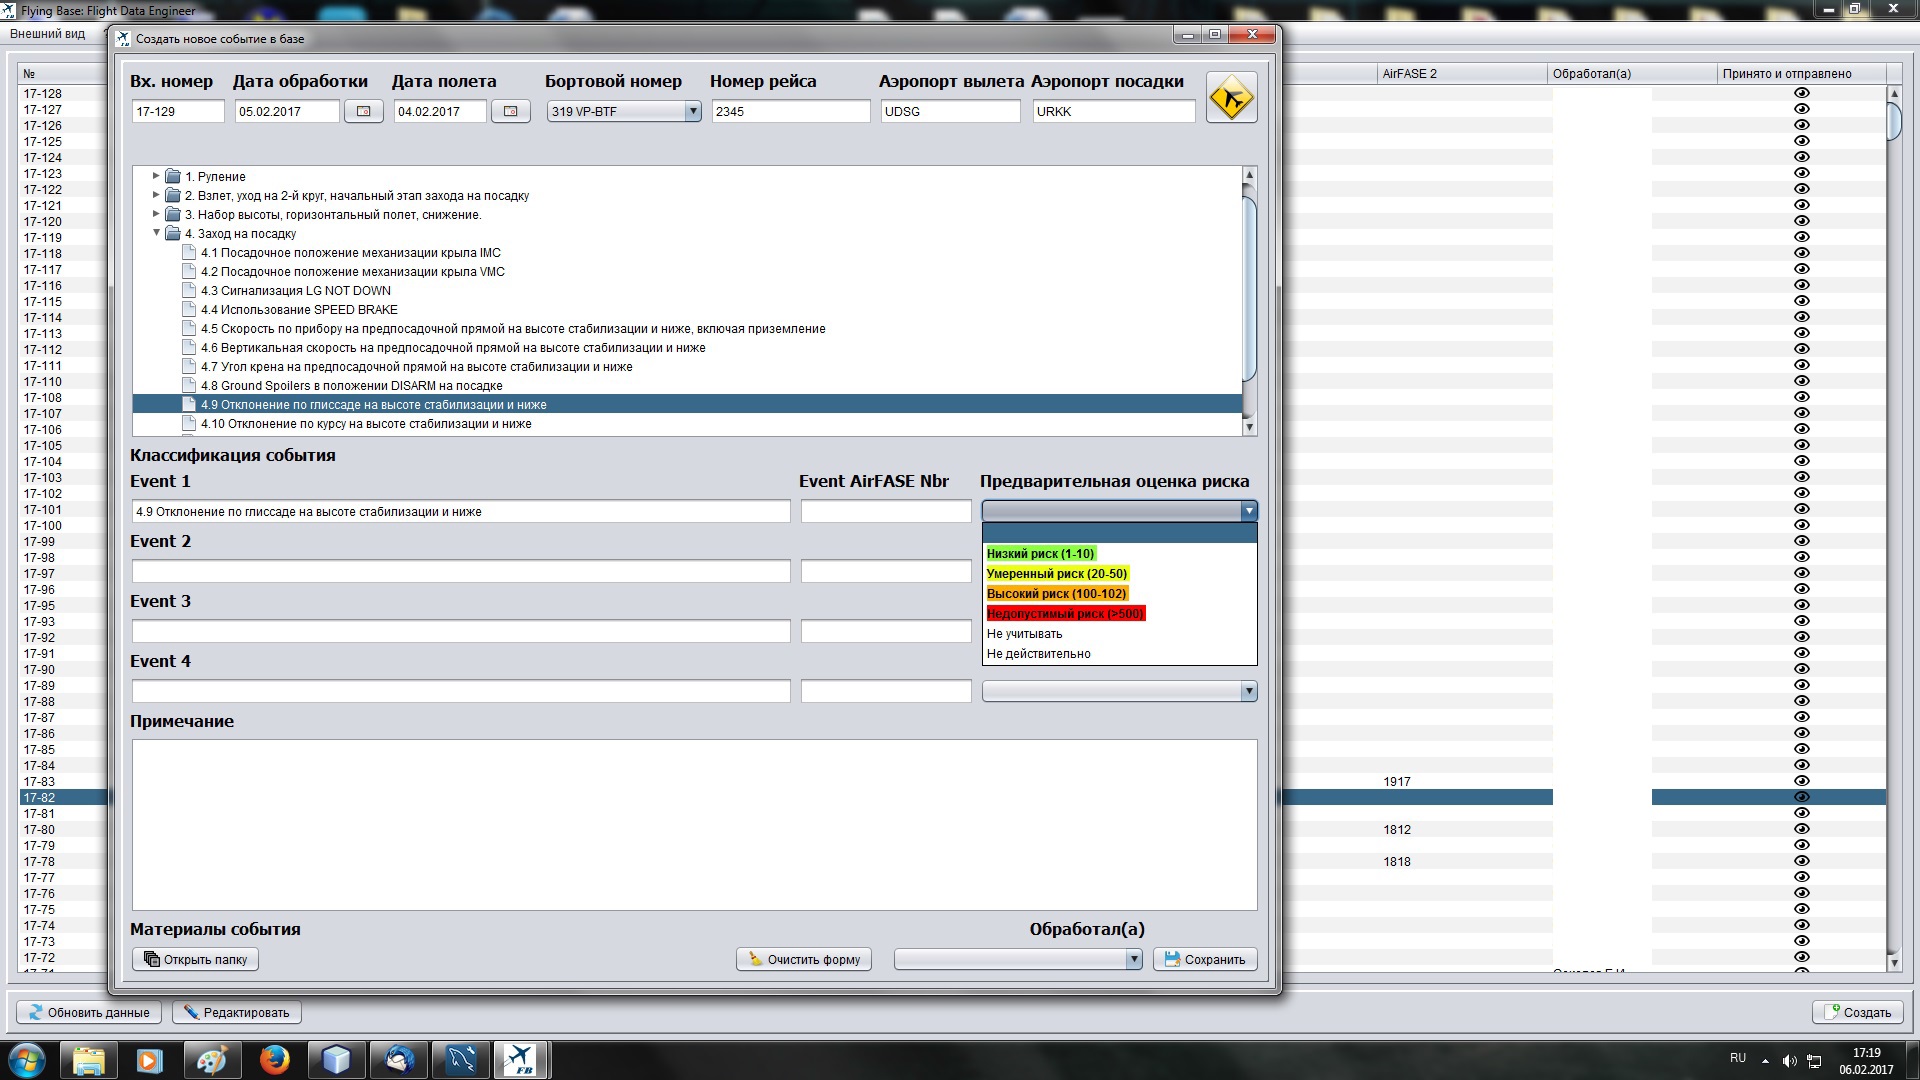 Flying Base: Flight Data Engineer
Внешний вид
Создать новое событие в базе
№
AirFASE 2
Обработал(а)
Принято и отправлено
Вх. номер
Дата обработки
Дата полета
Бортовой номер
Номер рейса
Аэропорт вылета
Аэропорт посадки
17-129
05.02.2017
04.02.2017
319 VP-BTF
2345
UDSG
URKK
1. Руление
2. Взлет, уход на 2-й круг, начальный этап захода на посадку
3. Набор высоты, горизонтальный полет, снижение.
4. Заход на посадку
4.1 Посадочное положение механизации крыла IMC
4.2 Посадочное положение механизации крыла VMC
4.3 Сигнализация LG NOT DOWN
4.4 Использование SPEED BRAKE
4.5 Скорость по прибору на предпосадочной прямой на высоте стабилизации и ниже, включая приземление
4.6 Вертикальная скорость на предпосадочной прямой на высоте стабилизации и ниже
4.7 Угол крена на предпосадочной прямой на высоте стабилизации и ниже
4.8 Ground Spoilers в положении DISARM на посадке
4.9 Отклонение по глиссаде на высоте стабилизации и ниже
4.10 Отклонение по курсу на высоте стабилизации и ниже
Классификация события
Event 1
Event AirFASE Nbr
Предварительная оценка риска
4.9 Отклонение по глиссаде на высоте стабилизации и ниже
Event 2
Низкий риск (1-10)
Умеренный риск (20-50)
Высокий риск (100-102)
Недопустимый риск (>500)
Не учитывать
Не действительно
Event 3
Event 4
Примечание
Материалы события
Обработал(а)
Открыть папку
Очистить форму
Сохранить
17-128
17-127
17-126
17-125
17-124
17-123
17-122
17-121
17-120
17-119
17-118
17-117
17-116
17-115
17-114
17-113
17-112
17-111
17-110
17-108
17-107
17-106
17-105
17-104
17-103
17-102
17-101
17-100
17-99
17-98
17-97
17-96
17-95
17-93
17-92
17-91
17-90
17-89
17-88
17-87
17-86
17-85
17-84
17-83
1917
17-82
17-81
17-80
1812
17-79
17-78
1818
17-77
17-76
17-75
17-74
17-73
17-72
Обновить данные
Редактировать
Создать
FB
RU
17:19
06.02.2017